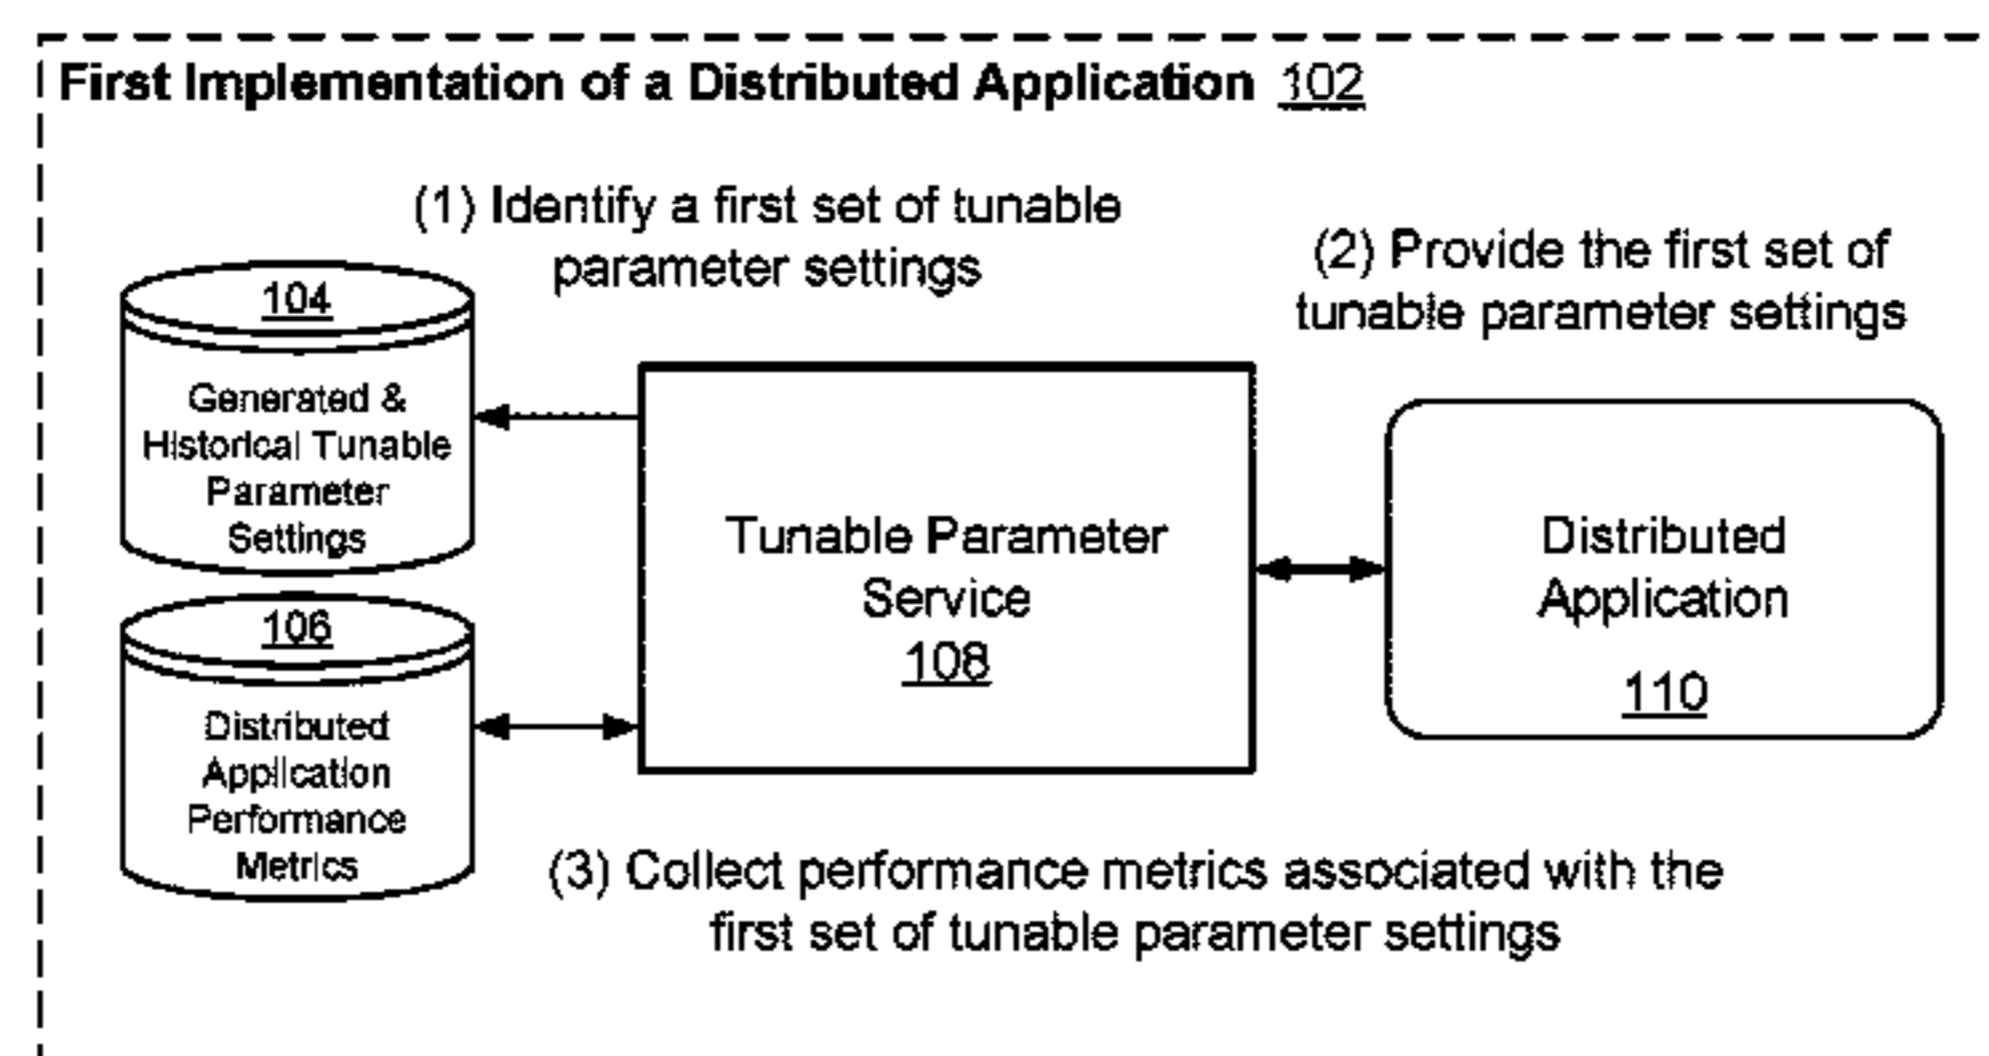 First Implementation of a Distributed Application 102
(1) Identify a first set of tunable
parameter settings
(2) Provide the first set of
tunable parameter settings
104
Generated &
Historical Tunable
Parameter
Settings
Tunable Parameter
Service
108
Distributed
Application
110
106
Distributed
Application
Performance
Metrics
(3) Collect performance metrics associated with the
first set of tunable parameter settings